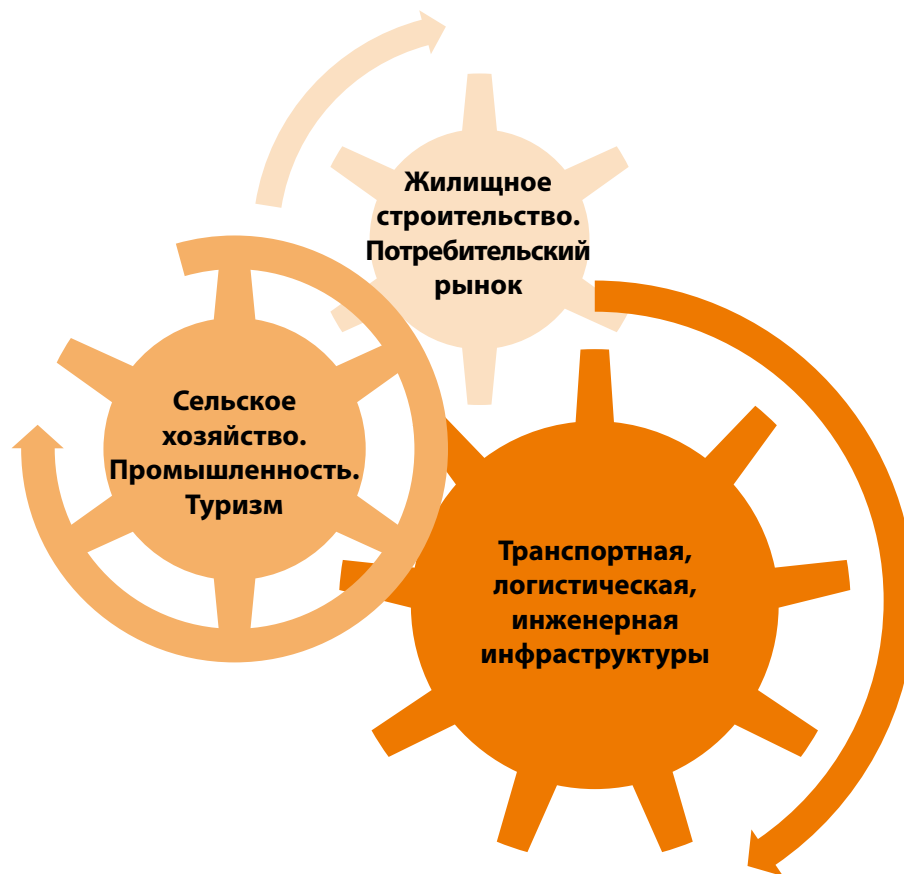 Жилищное
строительство.
Потребительский
рынок
Сельское
хозяйство.
Промышленность.
Туризм
Транспортная,
логистическая,
инженерная
инфраструктуры